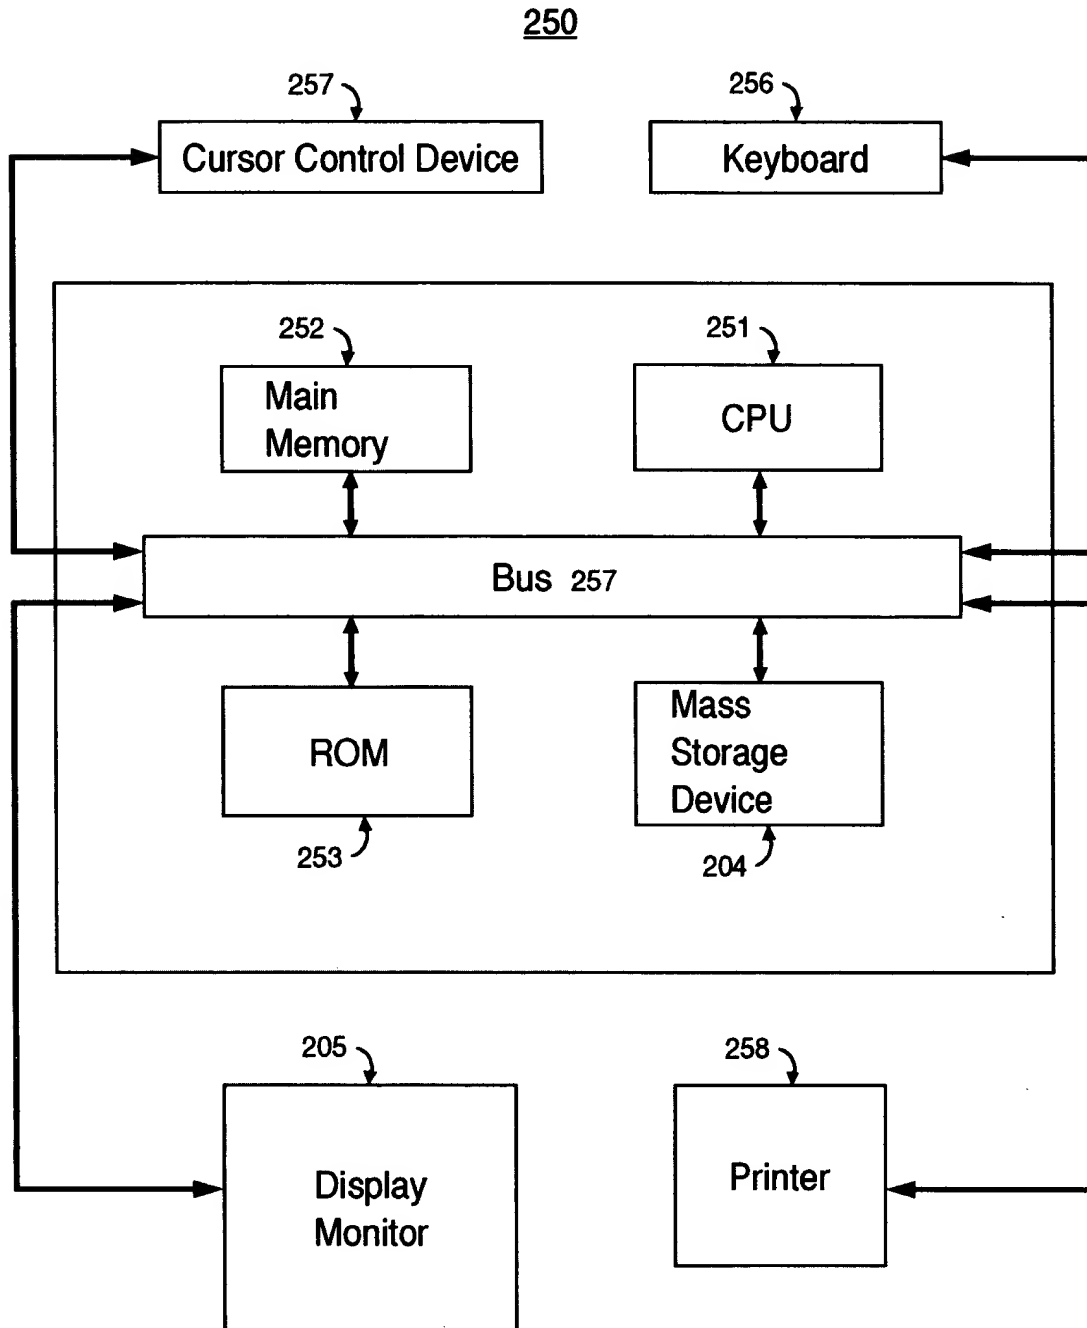 250
257
256
Cursor Control Device
Keyboard
252
251
Main
Memory
CPU
Bus 257
ROM
Mass
Storage
Device
253
204
205
258
Display
Monitor
Printer